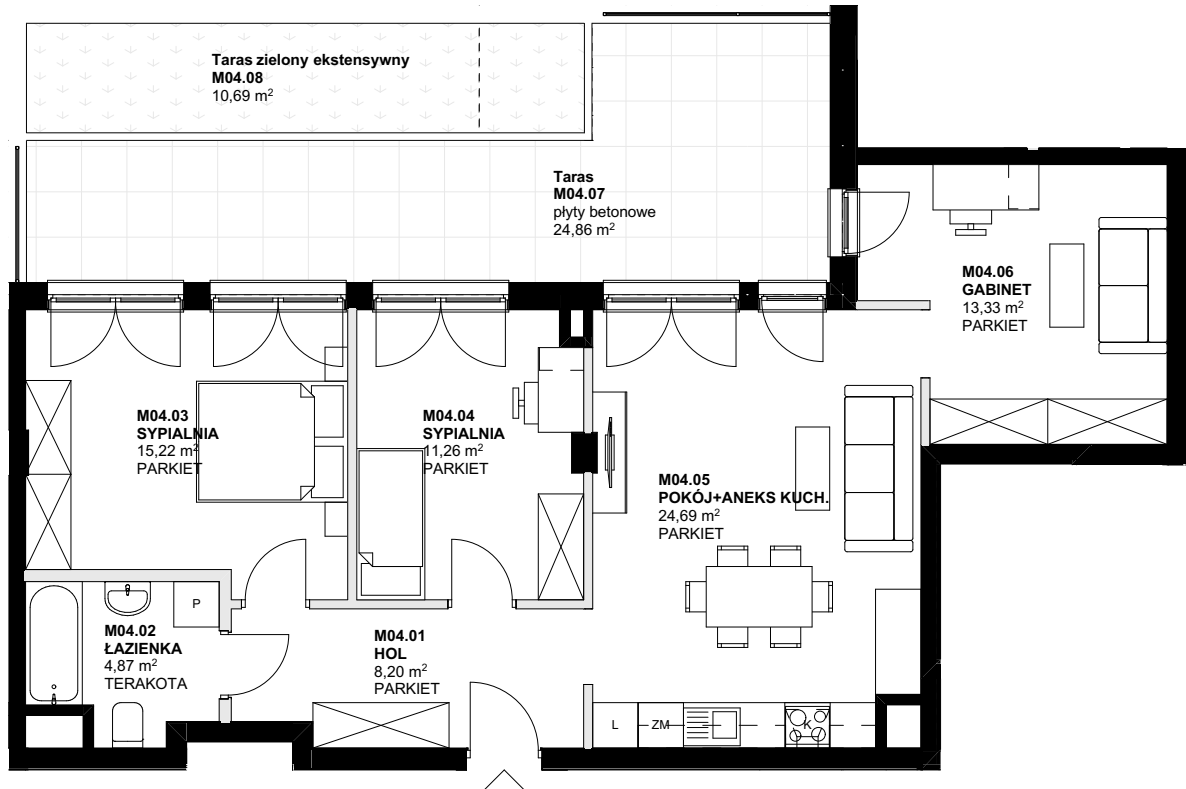 Taras zielony ekstensywny
M04.08
10,69 m²
Taras
M04.07
płyty betonowe
24,86 m²
M04.06
GABINET
13,33 m²
PARKIET
M04.03
SYPIALNIA
15,22 m²
PARKIET
M04.04
SYPIALNIA
11,26 m²
PARKIET
M04.05
POKÓJ+ANEKS KUCH.
24,69 m²
PARKIET
P
M04.02
ŁAZIENKA
4,87 m²
TERAKOTA
M04.01
HOL
8,20 m²
PARKIET
L
ZM
K